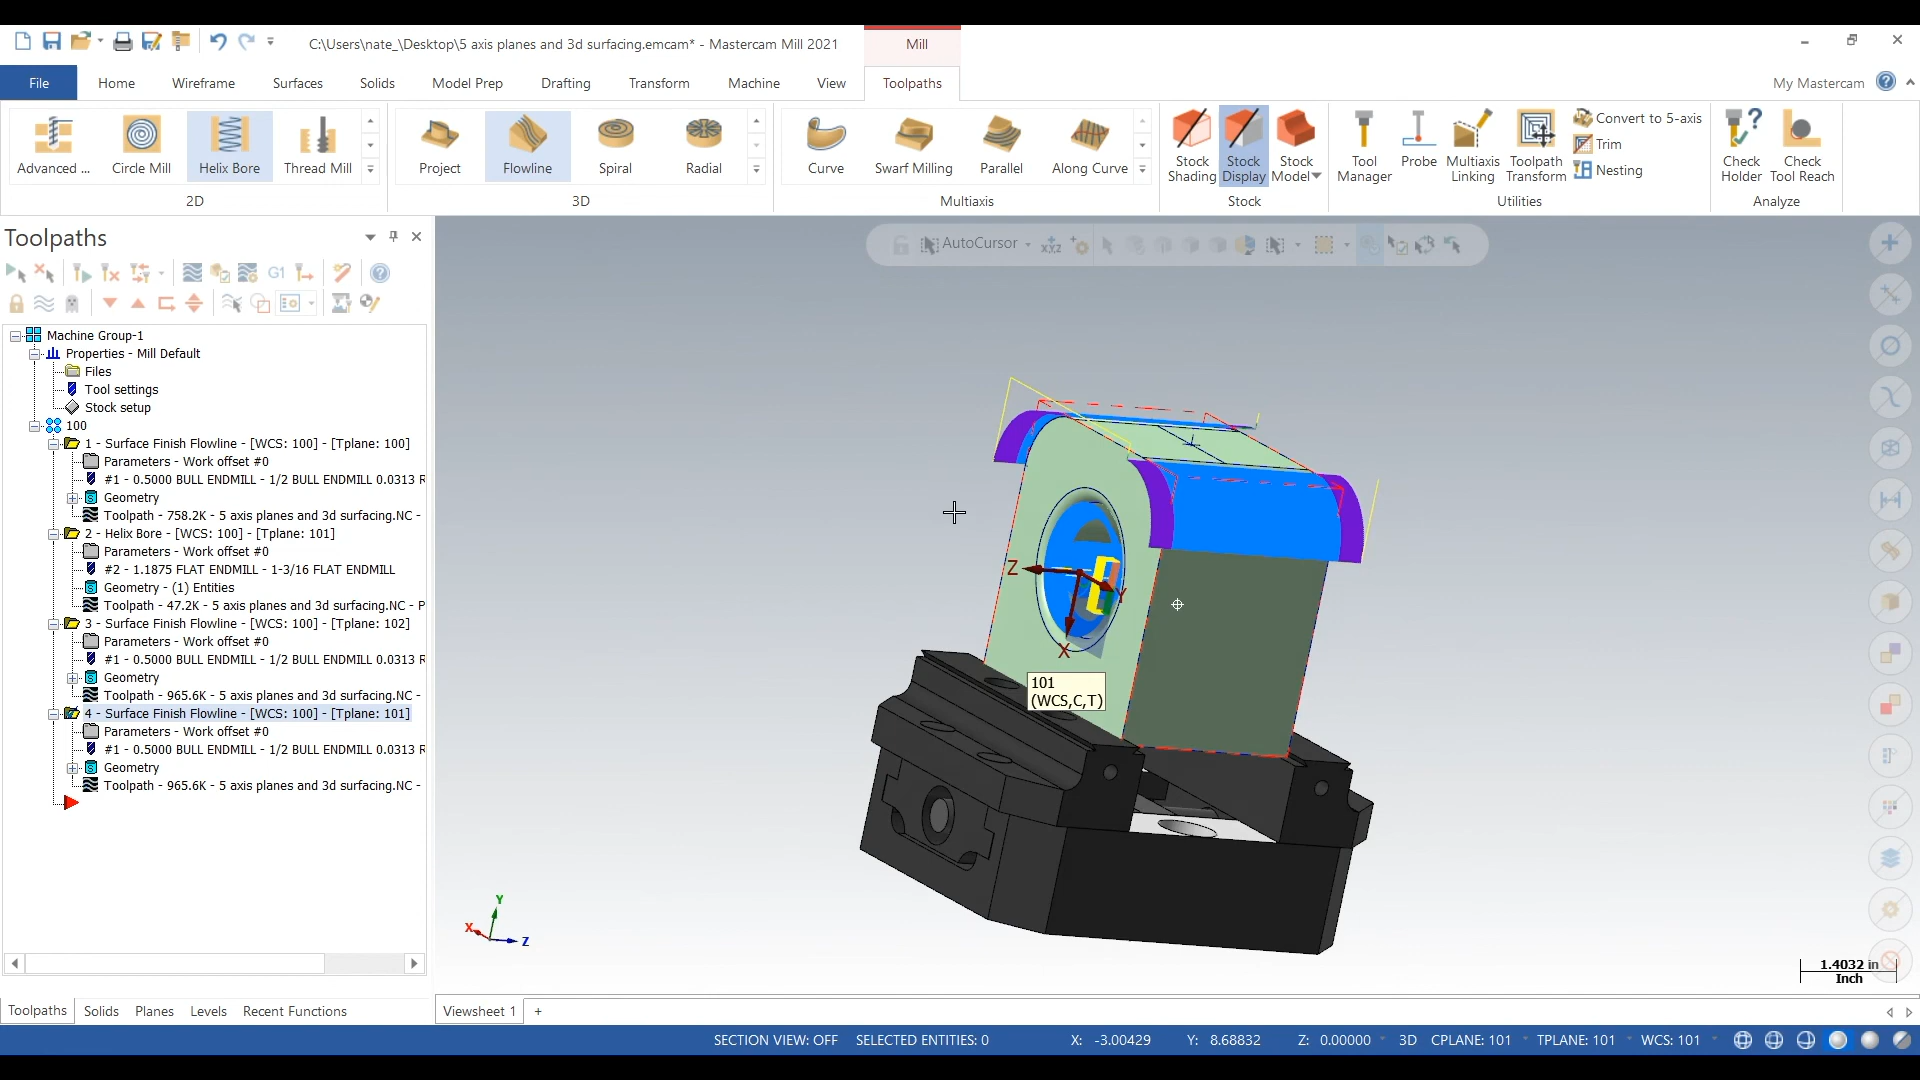 C:\Users\nate_\Desktop\5 axis planes and 3d surfacing.emcam* - Mastercam Mill 2021
Mill
File Home Wireframe Surfaces Solids Model Prep Drafting Transform Machine View Toolpaths My Mastercam
Advanced ... Circle Mill Helix Bore Thread Mill
2D
Project Flowline Spiral Radial
3D
Curve Swarf Milling Parallel Along Curve
Multiaxis
Stock Shading Stock Display Stock Model
Stock
Tool Manager Probe Multiaxis Linking Toolpath Transform
Convert to 5-axis
Trim
Nesting
Utilities
Check Holder Check Tool Reach
Analyze
Toolpaths
G1
AutoCursor
Machine Group-1
Properties - Mill Default
Files
Tool settings
Stock setup
100
1 - Surface Finish Flowline - [WCS: 100] - [Tplane: 100]
Parameters - Work offset #0
#1 - 0.5000 BULL ENDMILL - 1/2 BULL ENDMILL 0.0313 R
Geometry
Toolpath - 758.2K - 5 axis planes and 3d surfacing.NC -
2 - Helix Bore - [WCS: 100] - [Tplane: 101]
Parameters - Work offset #0
#2 - 1.1875 FLAT ENDMILL - 1-3/16 FLAT ENDMILL
Geometry - (1) Entities
Toolpath - 47.2K - 5 axis planes and 3d surfacing.NC - P
3 - Surface Finish Flowline - [WCS: 100] - [Tplane: 102]
Parameters - Work offset #0
#1 - 0.5000 BULL ENDMILL - 1/2 BULL ENDMILL 0.0313 R
Geometry
Toolpath - 965.6K - 5 axis planes and 3d surfacing.NC -
4 - Surface Finish Flowline - [WCS: 100] - [Tplane: 101]
Parameters - Work offset #0
#1 - 0.5000 BULL ENDMILL - 1/2 BULL ENDMILL 0.0313 R
Geometry
Toolpath - 965.6K - 5 axis planes and 3d surfacing.NC -
Z
Y
X
101
(WCS,C,T)
Y
X
Z
1.4032 in
Inch
Toolpaths Solids Planes Levels Recent Functions
Viewsheet 1 +
SECTION VIEW: OFF SELECTED ENTITIES: 0 X: -3.00429 Y: 8.68832 Z: 0.00000 3D CPLANE: 101 TPLANE: 101 WCS: 101